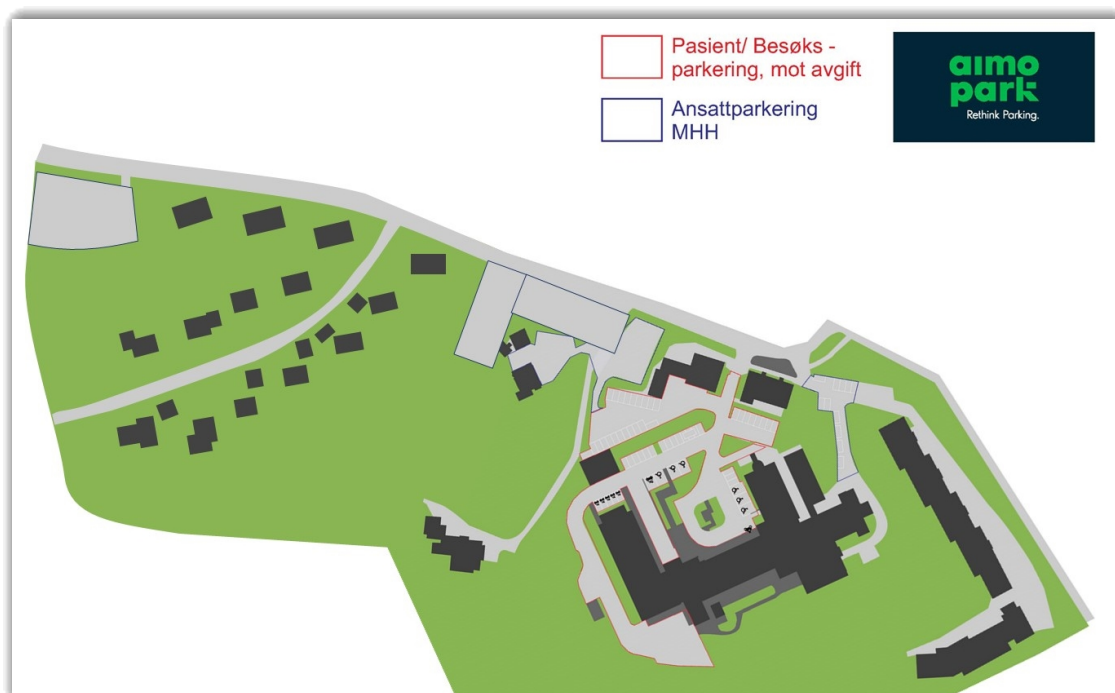 Pasient/ Besøks -
parkering, mot avgift
Ansattparkering
MHH
aimo
park
Rethink Parking.